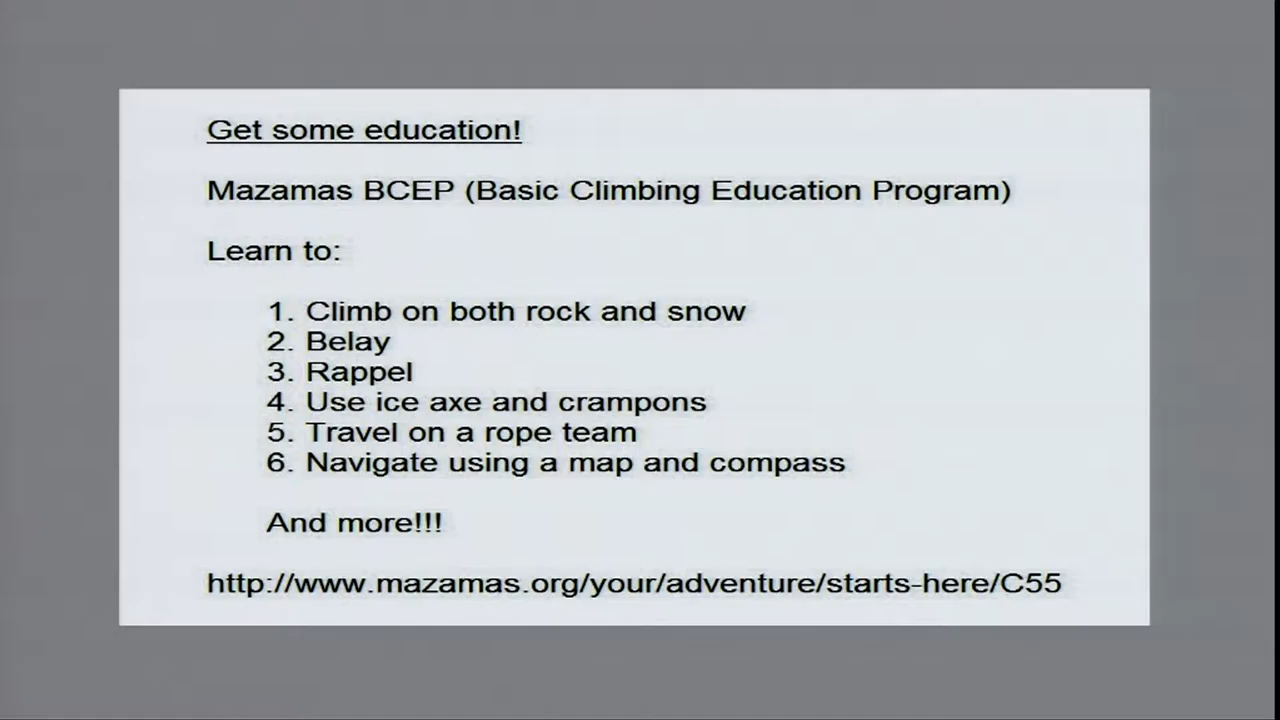 Get some education!
Mazamas BCEP (Basic Climbing Education Program)
Learn to:
1. Climb on both rock and snow
2. Belay
3. Rappel
4. Use ice axe and crampons
5. Travel on a rope team
6. Navigate using a map and compass
And more!!!
http://www.mazamas.org/your/adventure/starts-here/C55